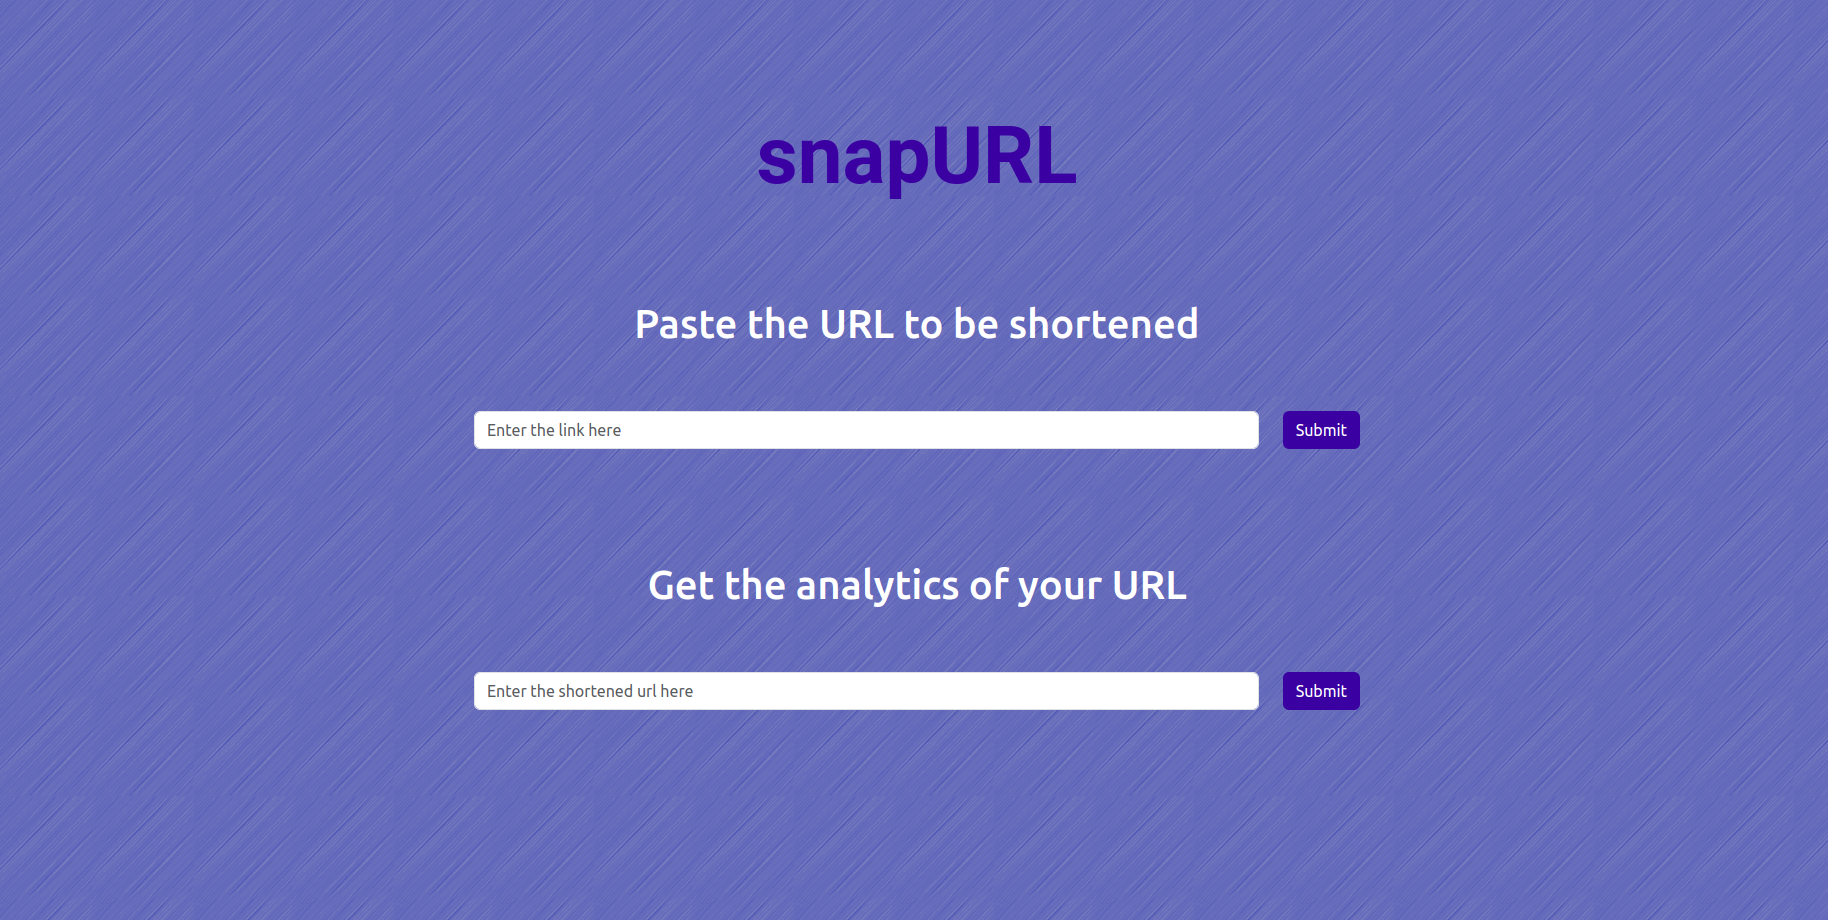 snapURL
Paste the URL to be shortened
Enter the link here
Submit
Get the analytics of your URL
Enter the shortened url here
Submit